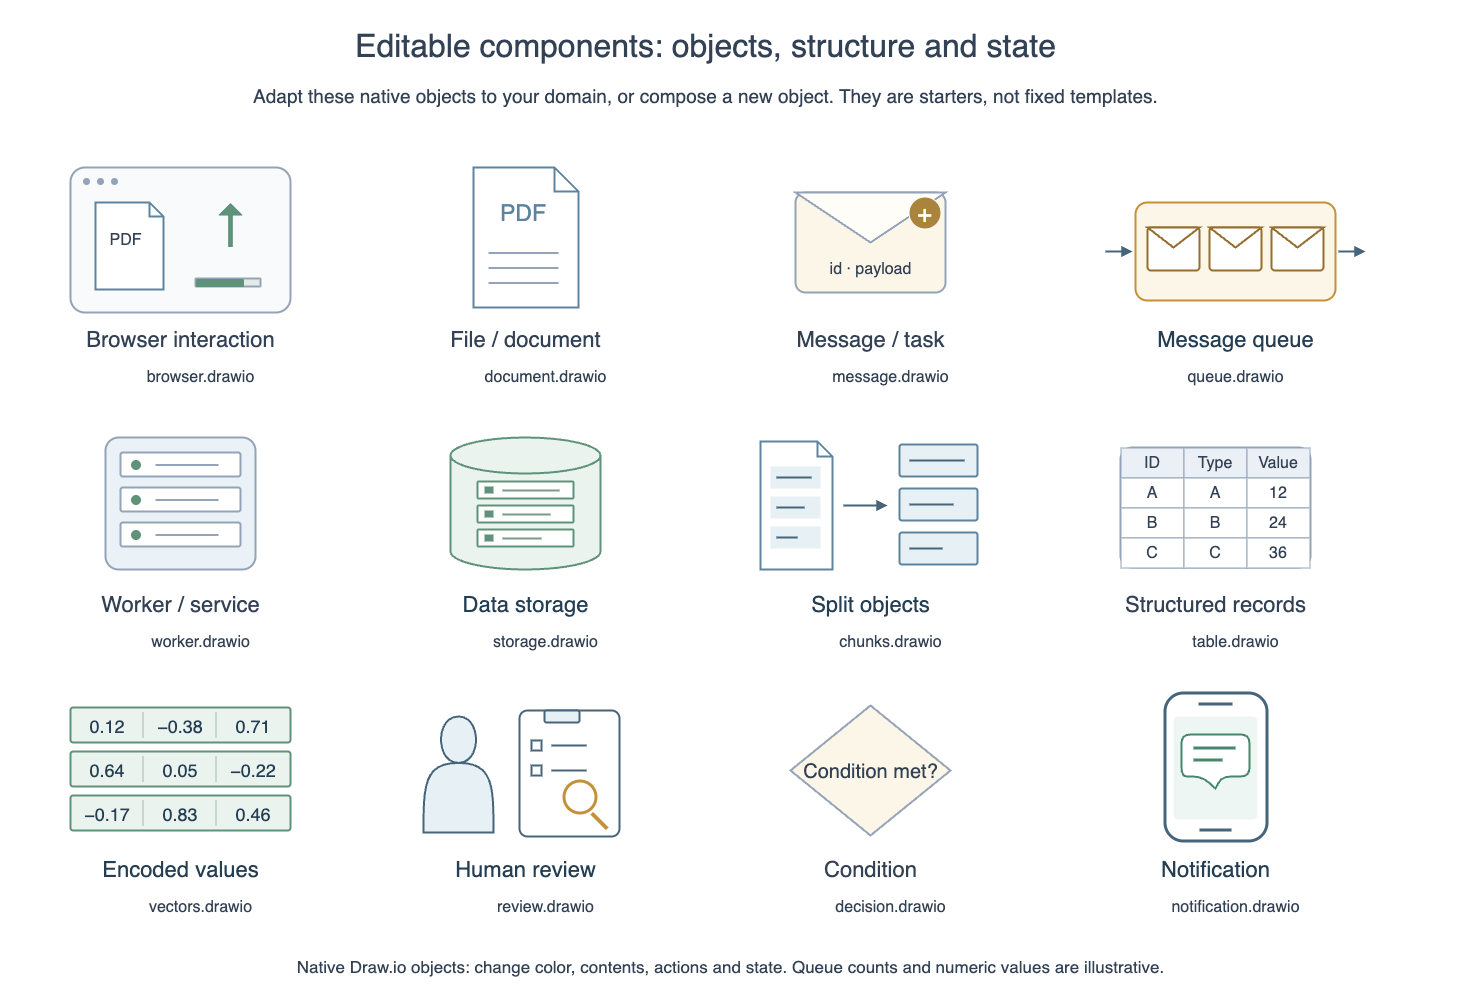 Editable components: objects, structure and state
Adapt these native objects to your domain, or compose a new object. They are starters, not fixed templates.
PDF
Browser interaction
browser.drawio
PDF
File / document
document.drawio
+
id · payload
Message / task
message.drawio
Message queue
queue.drawio
Worker / service
worker.drawio
Data storage
storage.drawio
Split objects
chunks.drawio
ID Type Value
A A 12
B B 24
C C 36
Structured records
table.drawio
0.12 −0.38 0.71
0.64 0.05 −0.22
−0.17 0.83 0.46
Encoded values
vectors.drawio
Human review
review.drawio
Condition met?
Condition
decision.drawio
Notification
notification.drawio
Native Draw.io objects: change color, contents, actions and state. Queue counts and numeric values are illustrative.